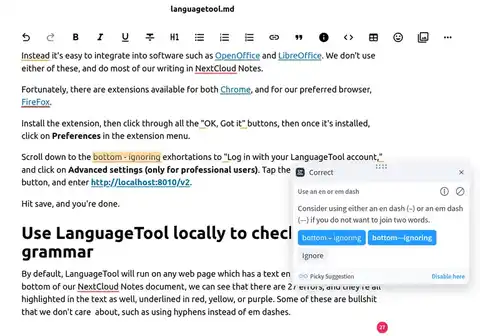 languagetool.md
H1
Instead it's easy to integrate into software such as OpenOffice and LibreOffice. We don't use
either of these, and do most of our writing in NextCloud Notes.
Fortunately, there are extensions available for both Chrome, and for our preferred browser,
FireFox.
Install the extension, then click through all the "OK, Got it" buttons, then once it's installed,
click on Preferences in the extension menu.
Scroll down to the bottom - ignoring exhortations to "Log in with your LanguageTool account,"
and click on Advanced settings (only for professional users). Tap the
button, and enter http://localhost:8010/v2.
Hit save, and you're done.
Use LanguageTool locally to chec
grammar
By default, LanguageTool will run on any web page which has a text en
bottom of our NextCloud Notes document, we can see that there are 27 errors, and they're all
highlighted in the text as well, underlined in red, yellow, or purple. Some of these are bullshit
that we don't care about, such as using hyphens instead of em dashes.
Correct
Use an en or em dash
Consider using either an en dash (–) or an em dash
(—) if you do not want to join two words.
bottom – ignoring
bottom—ignoring
Ignore
Picky Suggestion
Disable here
27